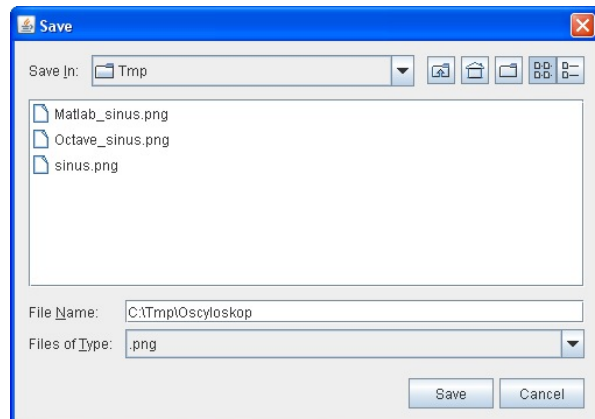 Save
Save In: Tmp
Matlab_sinus.png
Octave_sinus.png
sinus.png
File Name: C:\Tmp\Oscyloskop
Files of Type: .png
Save Cancel